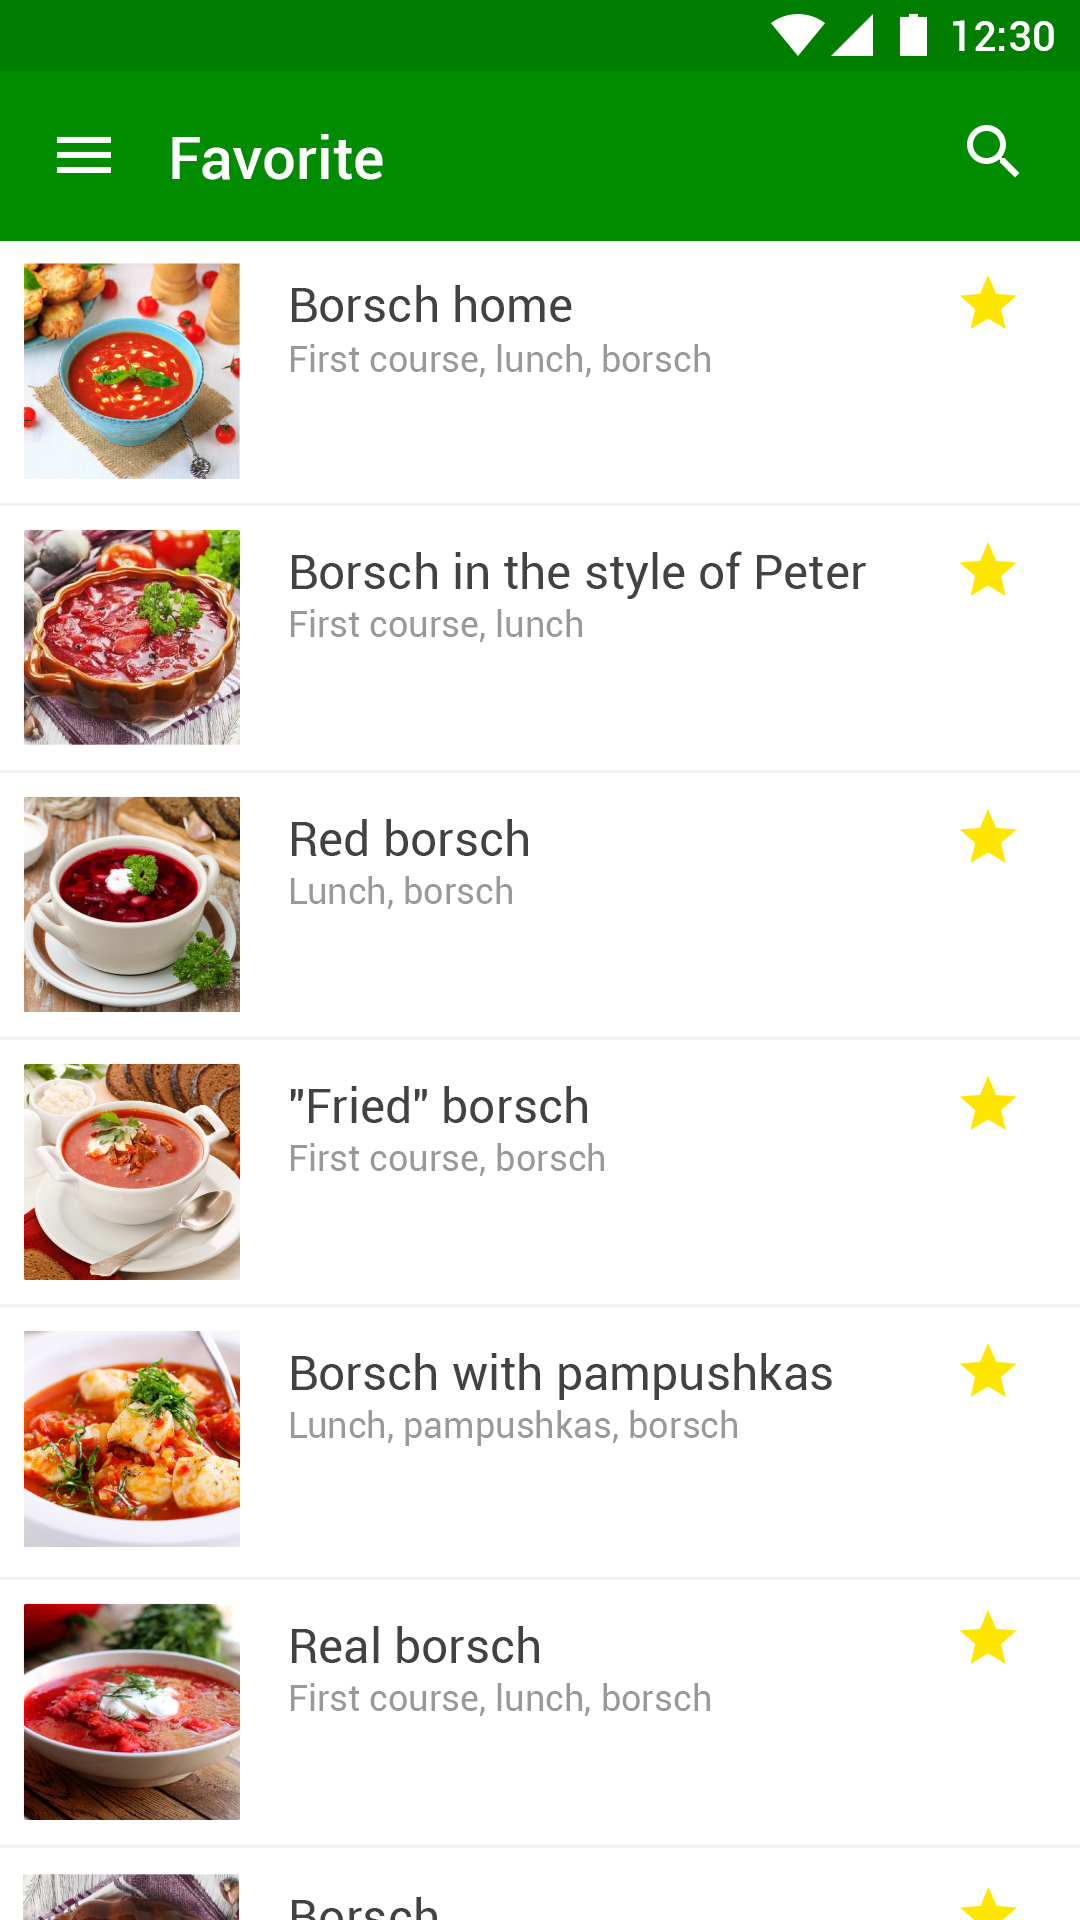 12:30
Favorite
Borsch home
First course, lunch, borsch
Borsch in the style of Peter
First course, lunch
Red borsch
Lunch, borsch
"Fried" borsch
First course, borsch
Borsch with pampushkas
Lunch, pampushkas, borsch
Real borsch
First course, lunch, borsch
Borsch